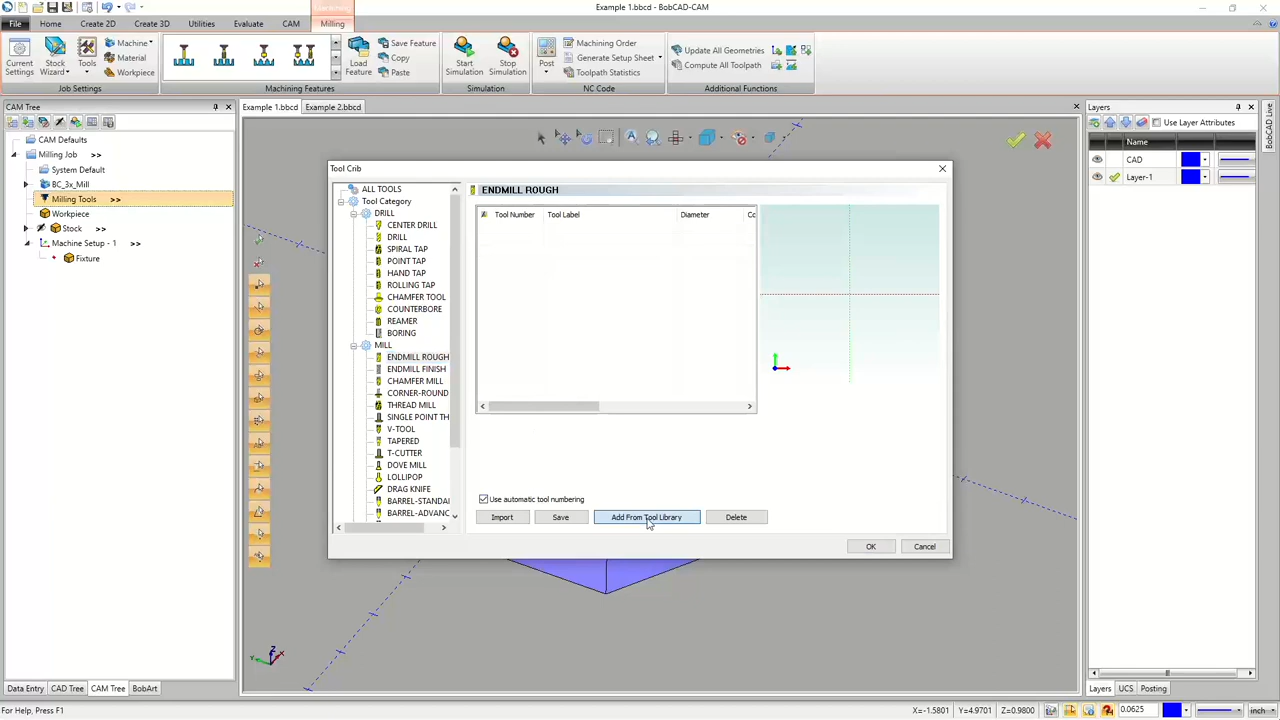 Example 1.bbcd - BobCAD-CAM
File
Home
Create 2D
Create 3D
Utilities
Evaluate
CAM
Milling
Current Settings
Stock Wizard
Tools
Machine
Material
Workpiece
Job Settings
Machining Features
Load Feature
Save Feature
Copy
Paste
Start Simulation
Stop Simulation
Simulation
Post
Machining Order
Generate Setup Sheet
Toolpath Statistics
NC Code
Update All Geometries
Compute All Toolpath
Additional Functions
CAM Tree
CAM Defaults
Milling Job >>
System Default
BC_3x_Mill
Milling Tools >>
Workpiece
Stock >>
Machine Setup - 1 >>
Fixture
Example 1.bbcd
Example 2.bbcd
Tool Crib
ALL TOOLS
Tool Category
DRILL
CENTER DRILL
DRILL
SPIRAL TAP
POINT TAP
HAND TAP
ROLLING TAP
CHAMFER TOOL
COUNTERBORE
REAMER
BORING
MILL
ENDMILL ROUGH
ENDMILL FINISH
CHAMFER MILL
CORNER-ROUND
THREAD MILL
SINGLE POINT TH
V-TOOL
TAPERED
T-CUTTER
DOVE MILL
LOLLIPOP
DRAG KNIFE
BARREL-STANDA
BARREL-ADVANC
ENDMILL ROUGH
Tool Number
Tool Label
Diameter
Co
Use automatic tool numbering
Import
Save
Add From Tool Library
Delete
OK
Cancel
Layers
Use Layer Attributes
Name
CAD
Layer-1
BobCAD Live
Z
Y
X
Data Entry
CAD Tree
CAM Tree
BobArt
Layers
UCS
Posting
For Help, Press F1
X=-1.5801
Y=4.9701
Z=0.9800
0.0625
inch